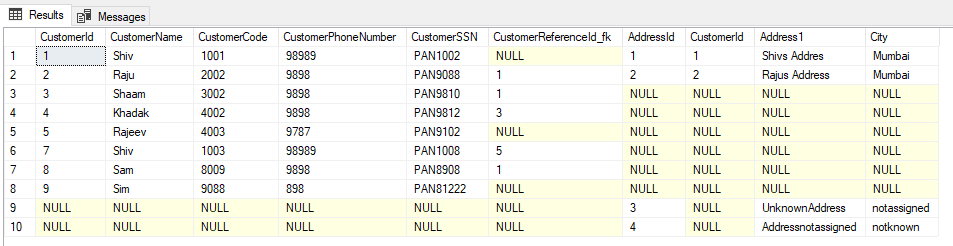 Results Messages
CustomerId CustomerName CustomerCode CustomerPhoneNumber CustomerSSN CustomerReferenceId_fk AddressId CustomerId Address1 City
1 1 Shiv 1001 98989 PAN1002 NULL 1 1 Shivs Addres Mumbai
2 2 Raju 2002 9898 PAN9088 1 2 2 Rajus Address Mumbai
3 3 Shaam 3002 9898 PAN9810 1 NULL NULL NULL NULL
4 4 Khadak 4002 9898 PAN9812 3 NULL NULL NULL NULL
5 5 Rajeev 4003 9787 PAN9102 NULL NULL NULL NULL NULL
6 7 Shiv 1003 98989 PAN1008 5 NULL NULL NULL NULL
7 8 Sam 8009 9898 PAN8908 1 NULL NULL NULL NULL
8 9 Sim 9088 898 PAN81222 NULL NULL NULL NULL NULL
9 NULL NULL NULL NULL NULL NULL 3 NULL UnknownAddress notassigned
10 NULL NULL NULL NULL NULL NULL 4 NULL Addressnotassigned notknown